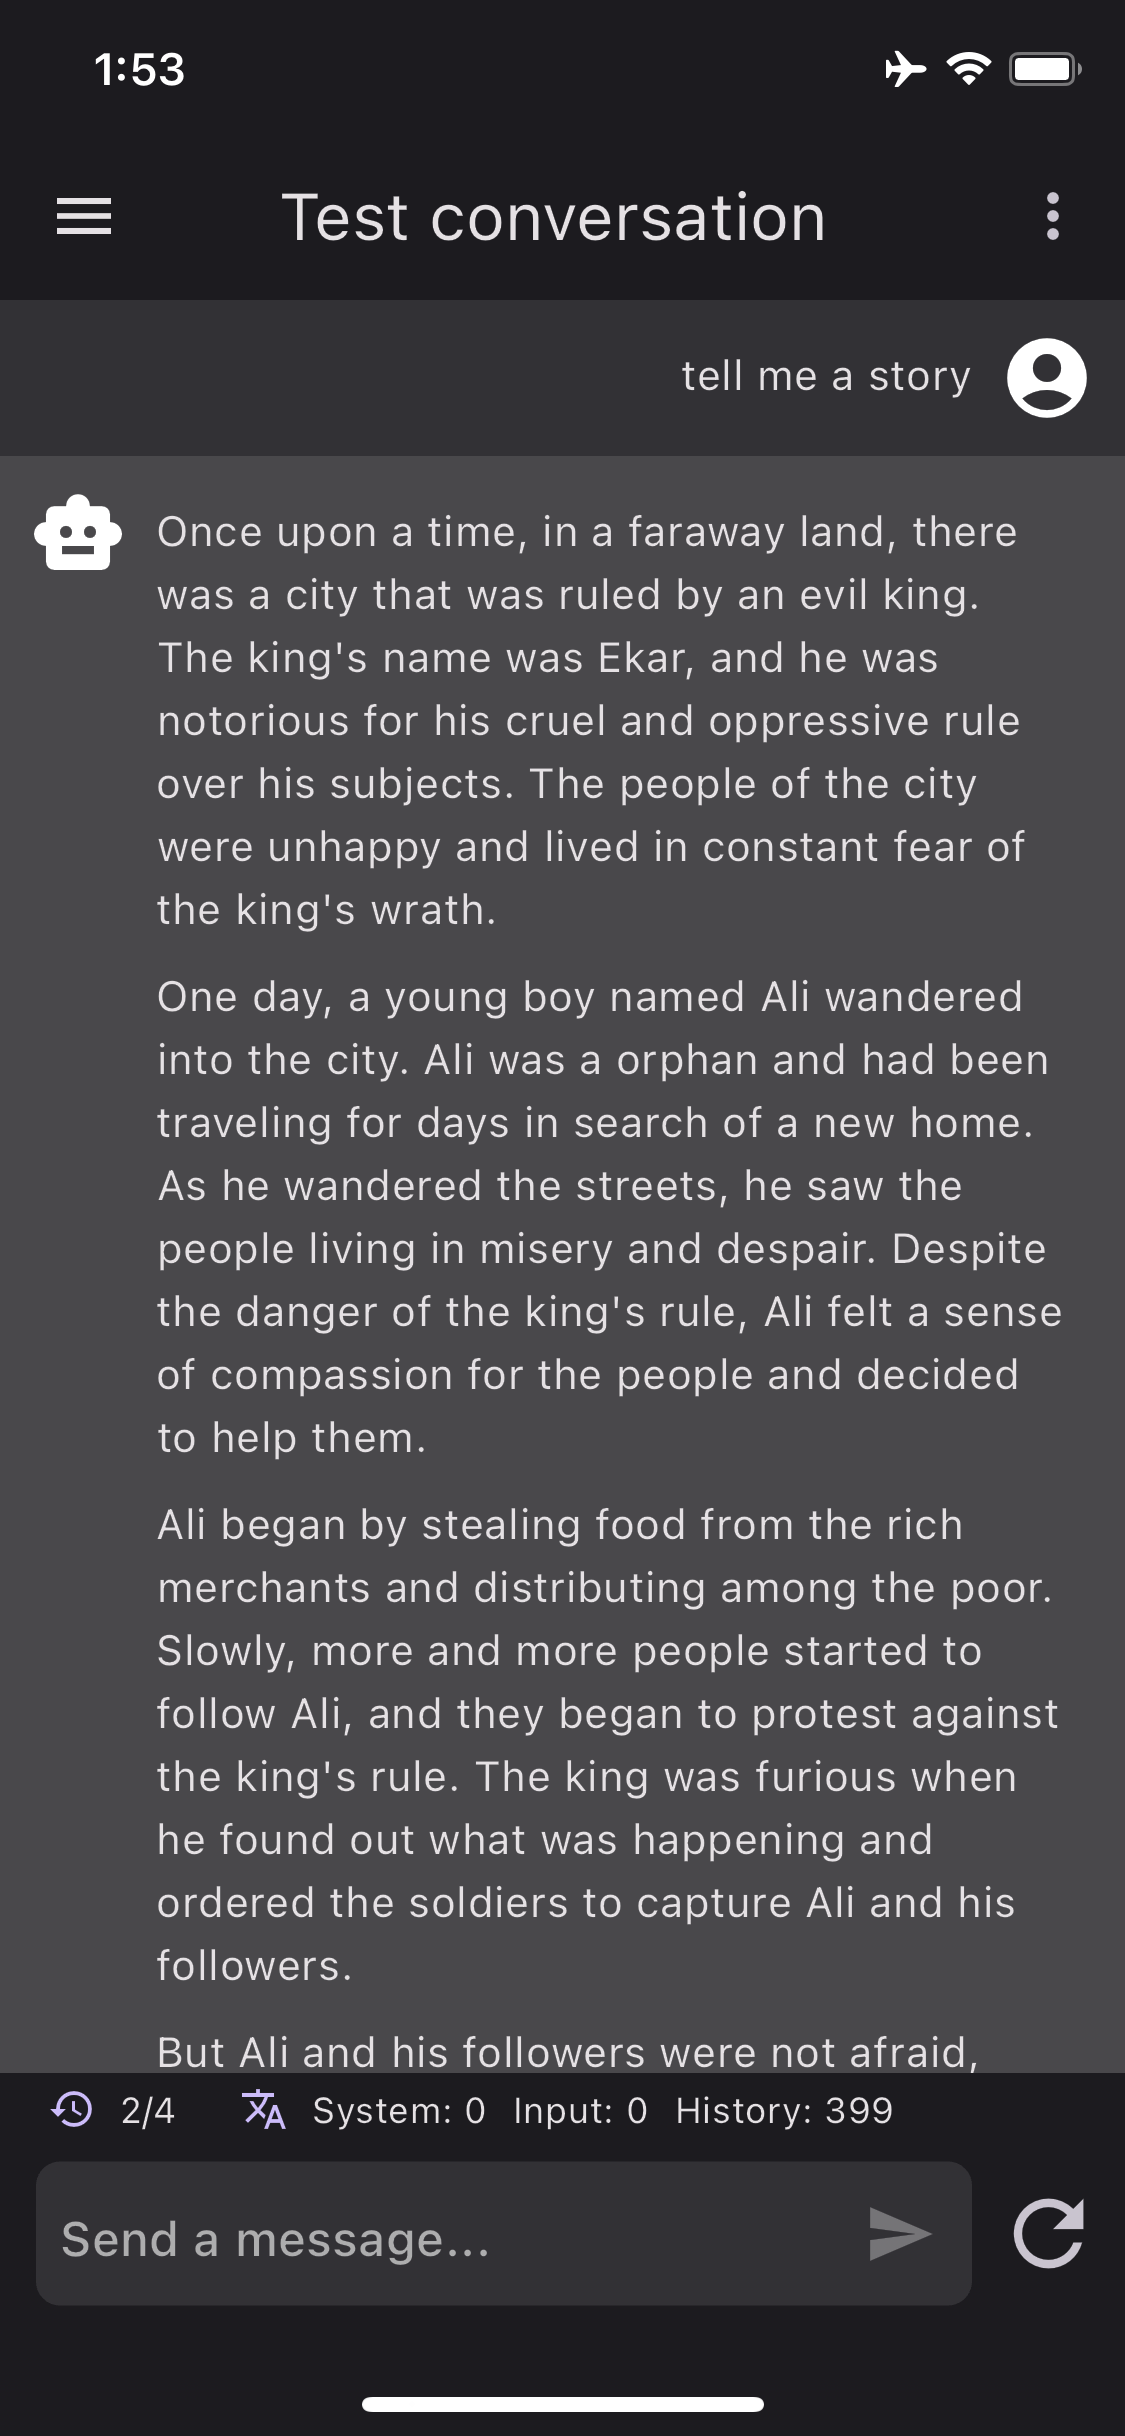 1:53
Test conversation
tell me a story
Once upon a time, in a faraway land, there
was a city that was ruled by an evil king.
The king's name was Ekar, and he was
notorious for his cruel and oppressive rule
over his subjects. The people of the city
were unhappy and lived in constant fear of
the king's wrath.
One day, a young boy named Ali wandered
into the city. Ali was a orphan and had been
traveling for days in search of a new home.
As he wandered the streets, he saw the
people living in misery and despair. Despite
the danger of the king's rule, Ali felt a sense
of compassion for the people and decided
to help them.
Ali began by stealing food from the rich
merchants and distributing among the poor.
Slowly, more and more people started to
follow Ali, and they began to protest against
the king's rule. The king was furious when
he found out what was happening and
ordered the soldiers to capture Ali and his
followers.
But Ali and his followers were not afraid,
2/4 System: 0 Input: 0 History: 399
Send a message...